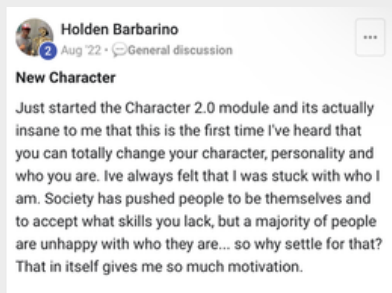 Holden Barbarino
2 Aug '22 • General discussion
...
New Character
Just started the Character 2.0 module and its actually
insane to me that this is the first time I've heard that
you can totally change your character, personality and
who you are. Ive always felt that I was stuck with who I
am. Society has pushed people to be themselves and
to accept what skills you lack, but a majority of people
are unhappy with who they are... so why settle for that?
That in itself gives me so much motivation.